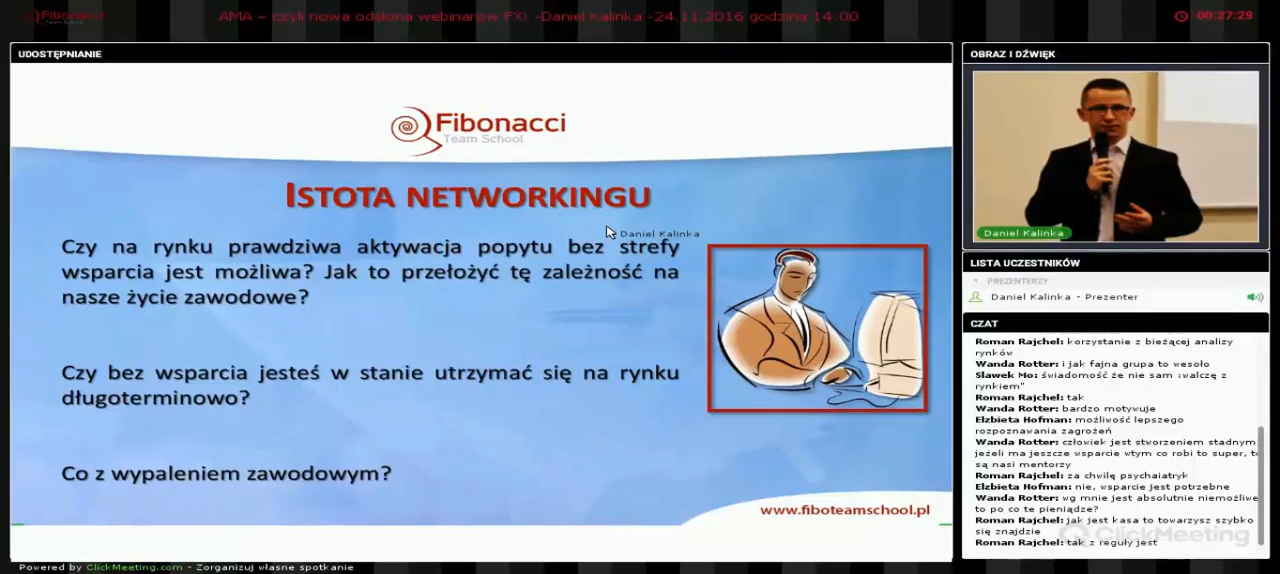 Fibonacci
Team School
AMA – czyli nowa odsłona webinarów FXI -Daniel Kalinka -24.11.2016 godzina 14:00
00:27:29
UDOSTĘPNIANIE
Fibonacci
Team School
ISTOTA NETWORKINGU
Daniel Kalinka
Czy na rynku prawdziwa aktywacja popytu bez strefy
wsparcia jest możliwa? Jak to przełożyć tę zależność na
nasze życie zawodowe?
Czy bez wsparcia jesteś w stanie utrzymać się na rynku
długoterminowo?
Co z wypaleniem zawodowym?
www.fiboteamschool.pl
OBRAZ I DŹWIĘK
Daniel Kalinka
LISTA UCZESTNIKÓW
PREZENTERZY
Daniel Kalinka - Prezenter
CZAT
Roman Rajchel: korzystanie z bieżącej analizy
rynków
Wanda Rotter: i jak fajna grupa to wesoło
Sławek Mo: świadomość że nie sam :walczę z
rynkiem"
Roman Rajchel: tak
Wanda Rotter: bardzo motywuje
Elżbieta Hofman: możliwość lepszego
rozpoznawania zagrożeń
Wanda Rotter: człowiek jest stworzeniem stadnym
jeżeli ma jeszcze wsparcie wtym co robi to super, to
są nasi mentorzy
Roman Rajchel: za chwilę psychaiatryk
Elżbieta Hofman: nie, wsparcie jest potrzebne
Wanda Rotter: wg mnie jest absolutnie niemożliwe
to po co te pieniądze?
Roman Rajchel: jak jest kasa to towarzysz szybko
się znajdzie
Roman Rajchel: tak z reguły jest
ClickMeeting
Powered by ClickMeeting.com - Zorganizuj własne spotkanie